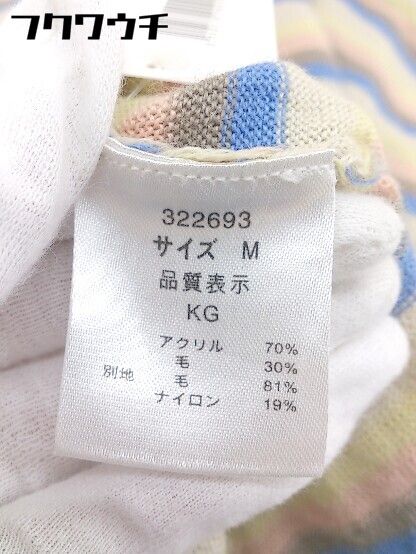 フクワウチ
322693
サイズ M
品質表示
KG
アクリル 70%
毛 30%
別地 毛 81%
ナイロン 19%